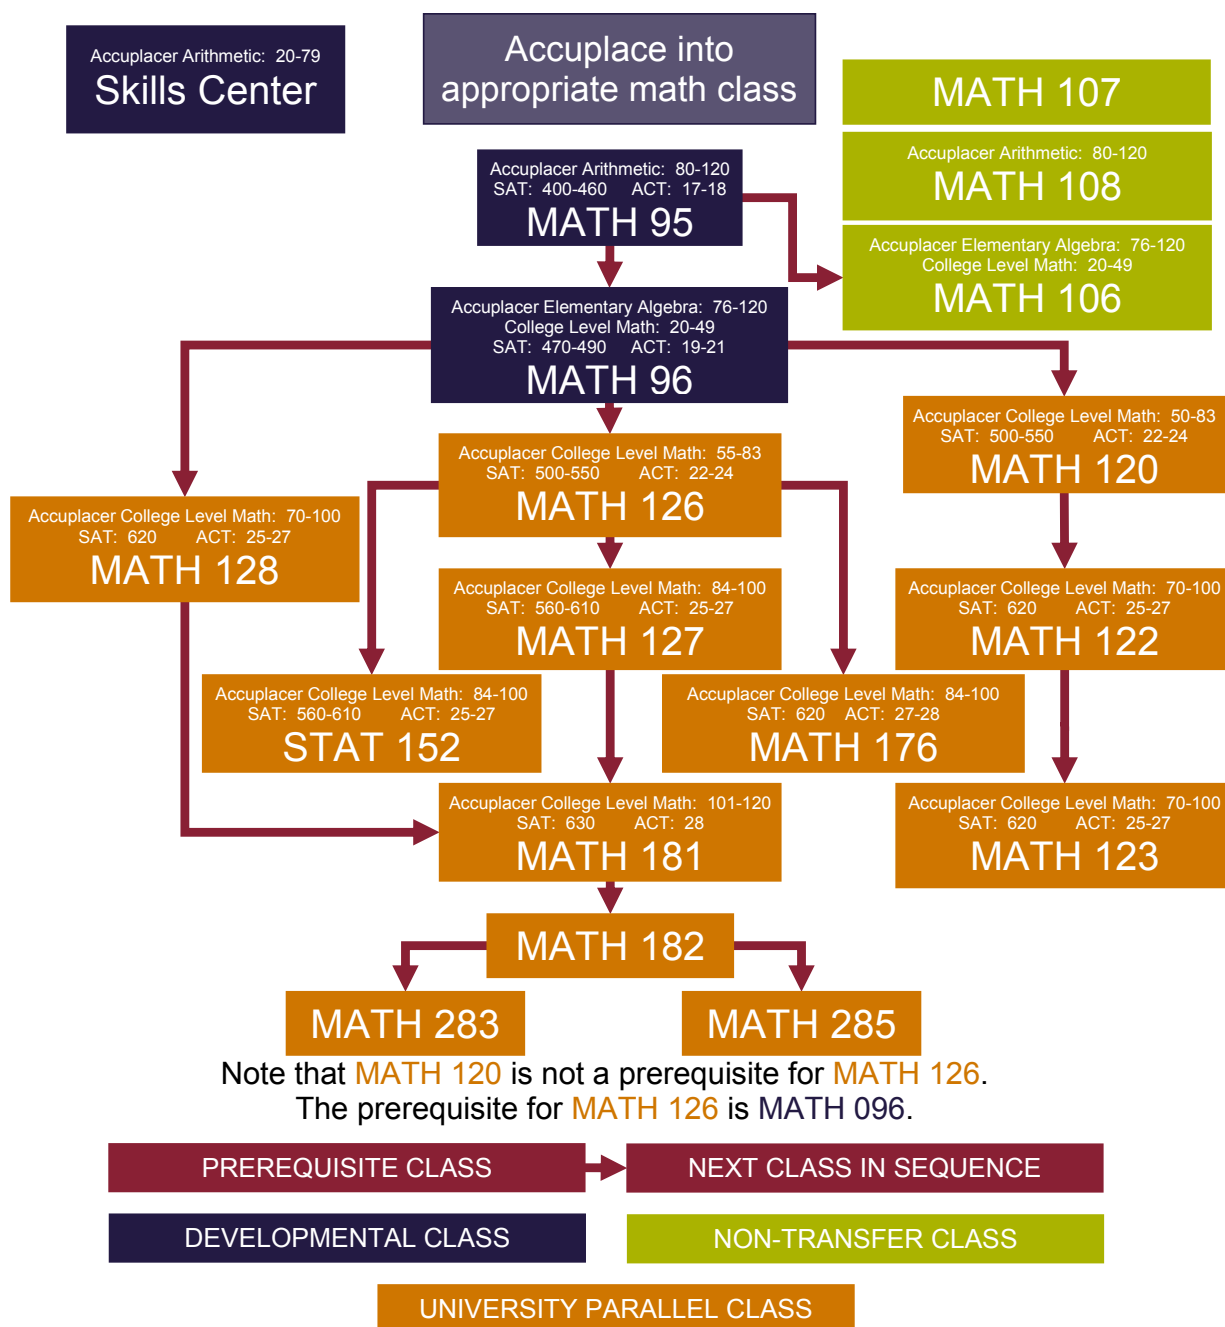 Accuplacer Arithmetic: 20-79
Skills Center
Accuplace into
appropriate math class
MATH 107
Accuplacer Arithmetic: 80-120
MATH 108
Accuplacer Arithmetic: 80-120
SAT: 400-460 ACT: 17-18
MATH 95
Accuplacer Elementary Algebra: 76-120
College Level Math: 20-49
MATH 106
Accuplacer Elementary Algebra: 76-120
College Level Math: 20-49
SAT: 470-490 ACT: 19-21
MATH 96
Accuplacer College Level Math: 50-83
SAT: 500-550 ACT: 22-24
MATH 120
Accuplacer College Level Math: 55-83
SAT: 500-550 ACT: 22-24
MATH 126
Accuplacer College Level Math: 70-100
SAT: 620 ACT: 25-27
MATH 128
Accuplacer College Level Math: 84-100
SAT: 560-610 ACT: 25-27
MATH 127
Accuplacer College Level Math: 70-100
SAT: 620 ACT: 25-27
MATH 122
Accuplacer College Level Math: 84-100
SAT: 560-610 ACT: 25-27
STAT 152
Accuplacer College Level Math: 84-100
SAT: 620 ACT: 27-28
MATH 176
Accuplacer College Level Math: 101-120
SAT: 630 ACT: 28
MATH 181
Accuplacer College Level Math: 70-100
SAT: 620 ACT: 25-27
MATH 123
MATH 182
MATH 283
MATH 285
Note that MATH 120 is not a prerequisite for MATH 126.
The prerequisite for MATH 126 is MATH 096.
PREREQUISITE CLASS
NEXT CLASS IN SEQUENCE
DEVELOPMENTAL CLASS
NON-TRANSFER CLASS
UNIVERSITY PARALLEL CLASS